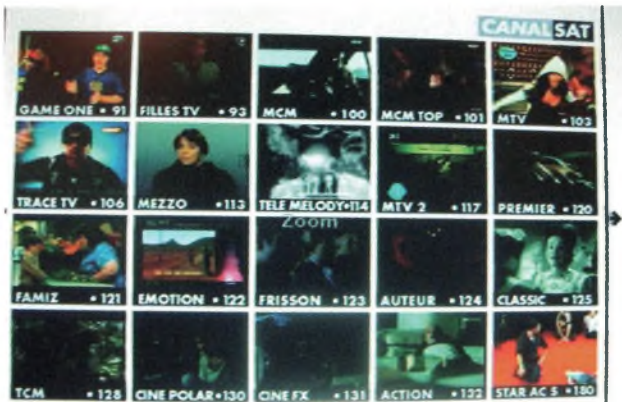 CANAL SAT
GAME ONE • 91
FILLES TV • 93
MCM • 100
MCM TOP • 101
MTV • 103
TRACE TV • 106
MEZZO • 113
TELE MELODY • 114
MTV 2 • 117
PREMIER • 120
Zoom
FAMIZ • 121
EMOTION • 122
FRISSON • 123
AUTEUR • 124
CLASSIC • 125
TCM • 128
CINE POLAR • 130
CINE FX • 131
ACTION • 132
STAR AC 5 • 180